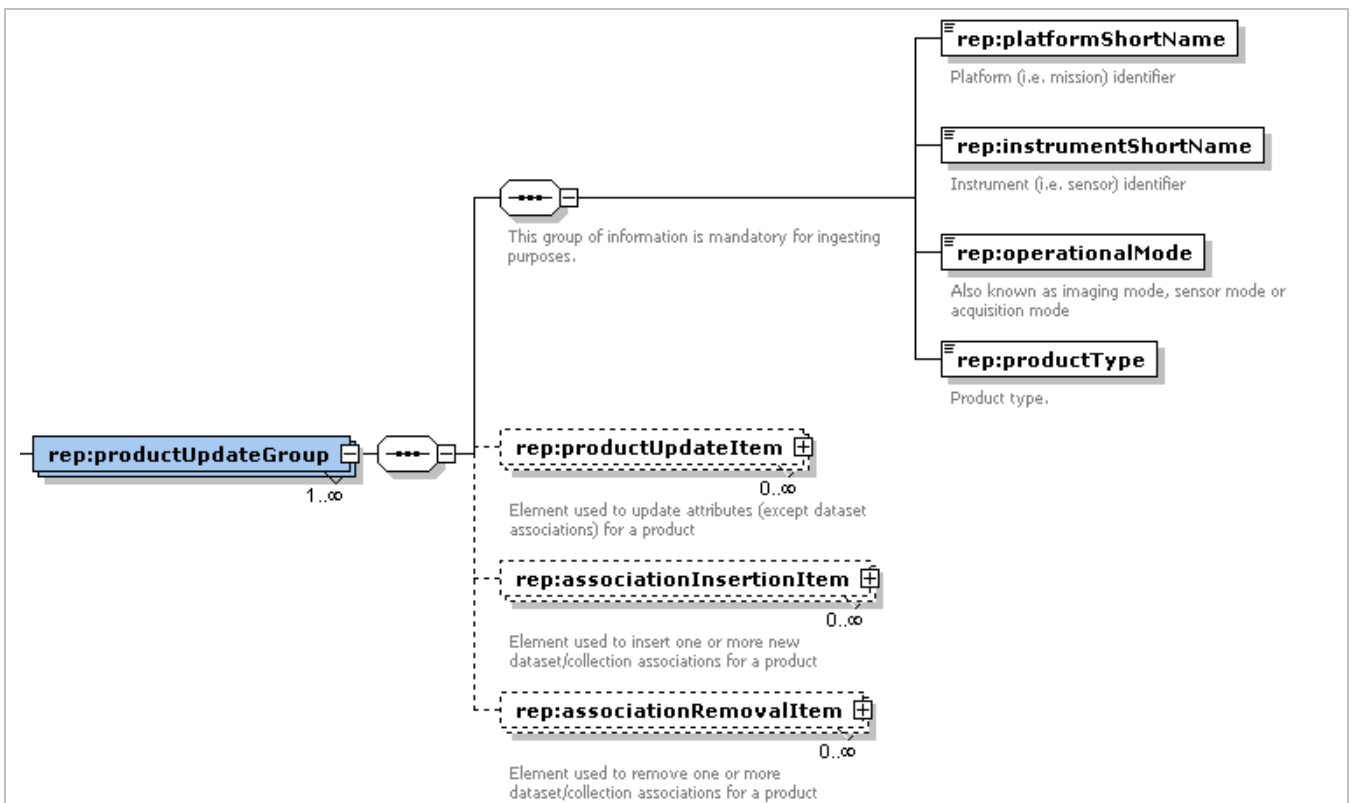 rep:platformShortName
Platform (i.e. mission) identifier
rep:instrumentShortName
Instrument (i.e. sensor) identifier
This group of information is mandatory for ingesting
purposes.
rep:operationalMode
Also known as imaging mode, sensor mode or
acquisition mode
rep:productType
Product type.
rep:productUpdateGroup
1..∞
rep:productUpdateItem
0..∞
Element used to update attributes (except dataset
associations) for a product
rep:associationInsertionItem
0..∞
Element used to insert one or more new
dataset/collection associations for a product
rep:associationRemovalItem
0..∞
Element used to remove one or more
dataset/collection associations for a product